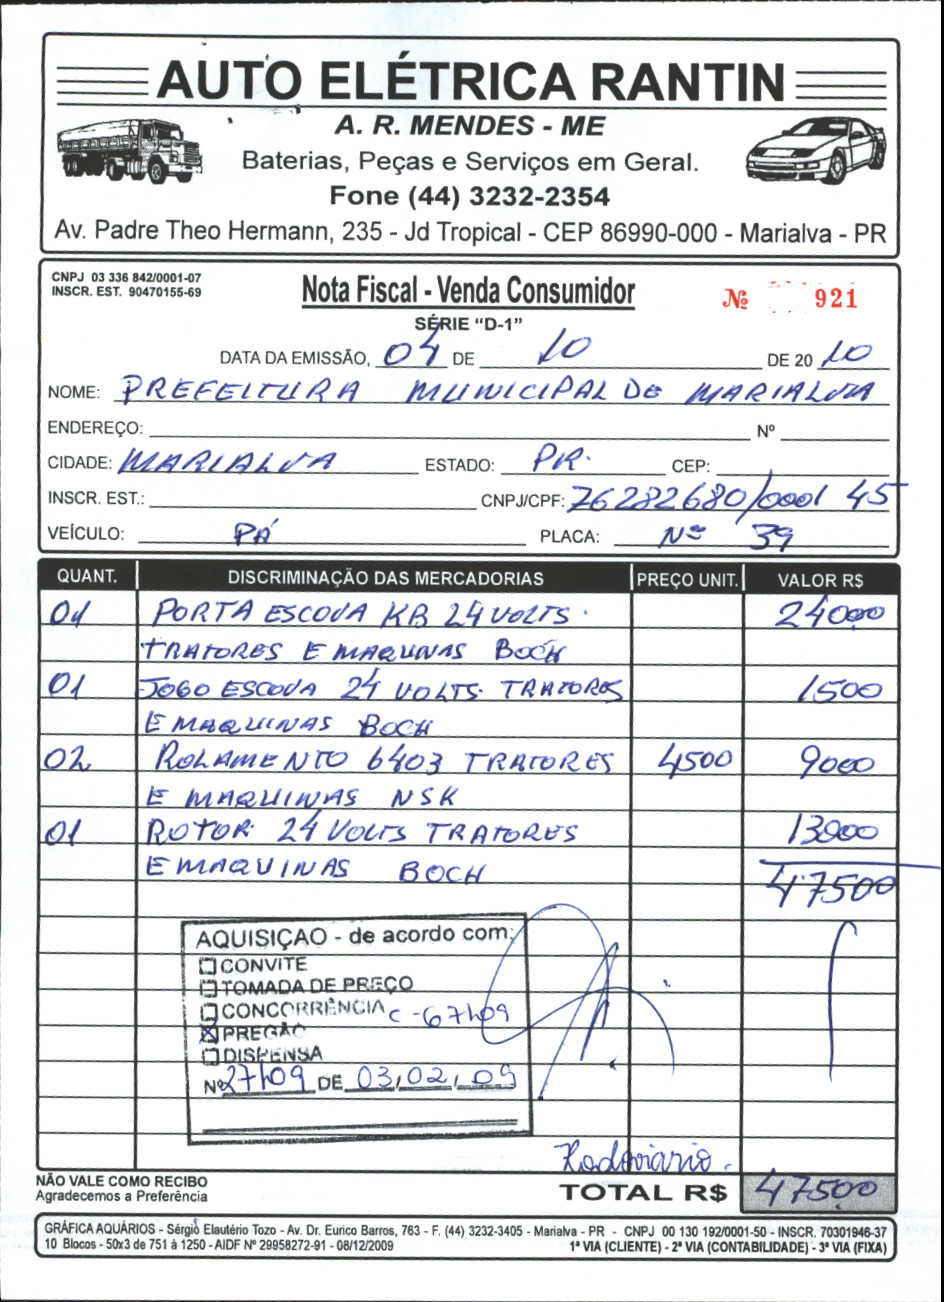 AUTO ELÉTRICA RANTIN
A. R. MENDES - ME
Baterias, Peças e Serviços em Geral.
Fone (44) 3232-2354
Av. Padre Theo Hermann, 235 - Jd Tropical - CEP 86990-000 - Marialva - PR
CNPJ 03 336 842/0001-07
INSCR. EST. 90470155-69
Nota Fiscal - Venda Consumidor
Nº 921
SÉRIE "D-1"
DATA DA EMISSÃO, 04 DE 10 DE 2010
NOME: PREFEITURA MUNICIPAL DE MARIALVA
ENDEREÇO: Nº
CIDADE: MARIALVA ESTADO: PR. CEP:
INSCR. EST.: CNPJ/CPF: 76282680/0001 45
VEÍCULO: PÁ PLACA: Nº 39
QUANT. DISCRIMINAÇÃO DAS MERCADORIAS PREÇO UNIT. VALOR R$
01 PORTA ESCOVA KB 24 VOLTS. 24000
TRATORES E MAQUINAS BOCH
01 JOGO ESCOVA 24 VOLTS. TRATORES 1500
E MAQUINAS BOCH
02 ROLAMENTO 6403 TRATORES 4500 9000
E MAQUINAS NSK
01 ROTOR 24 VOLTS TRATORES 13000
E MAQUINAS BOCH 47500
AQUISIÇÃO - de acordo com:
CONVITE
TOMADA DE PREÇO
CONCORRÊNCIA C-67/09
PREGÃO
DISPENSA
Nº 27/09 DE 03/02/09
Rodoviario.
NÃO VALE COMO RECIBO
Agradecemos a Preferência
TOTAL R$ 47500
GRÁFICA AQUÁRIOS - Sérgio Elautério Tozo - Av. Dr. Eurico Barros, 763 - F. (44) 3232-3405 - Marialva - PR - CNPJ 00 130 192/0001-50 - INSCR. 70301946-37
10 Blocos - 50x3 de 751 à 1250 - AIDF Nº 29958272-91 - 08/12/2009 1ª VIA (CLIENTE) - 2ª VIA (CONTABILIDADE) - 3ª VIA (FIXA)